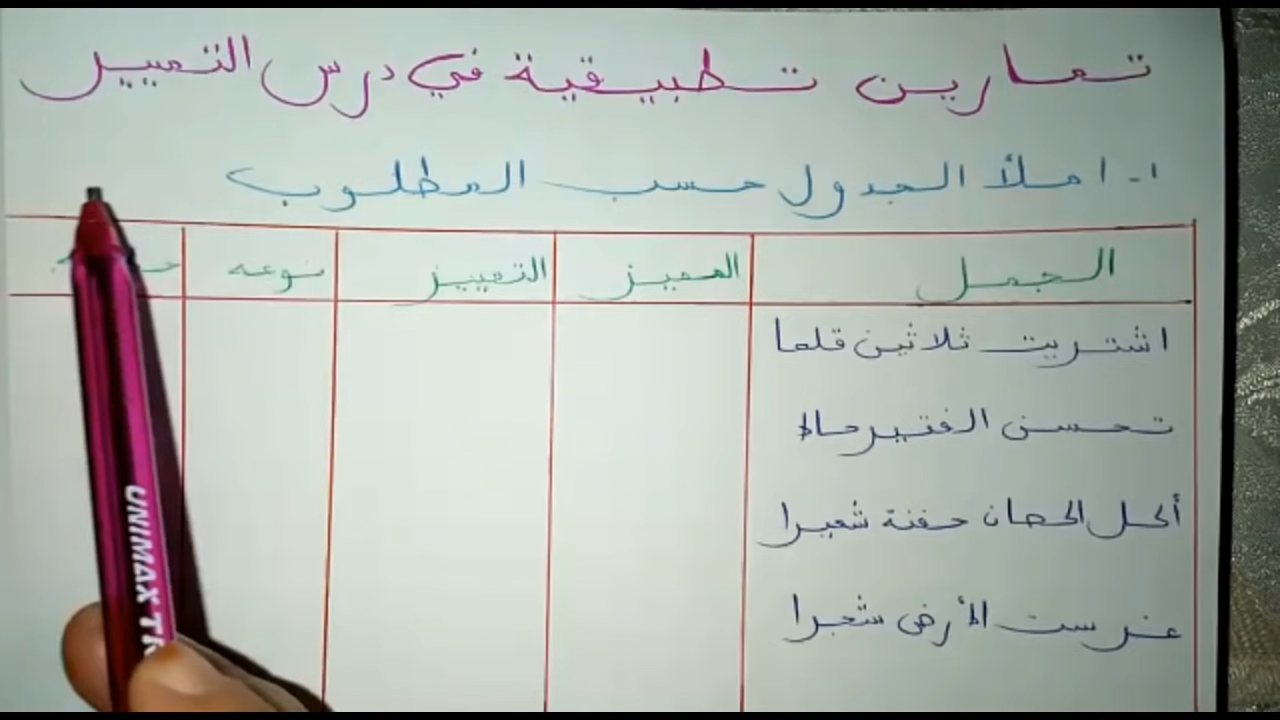 تمارين تطبيقية في درس التمييز
١- املأ الجدول حسب المطلوب
الجمل المميز التمييز نوعه
اشتريت ثلاثين قلما
تحسن الفقير حالا
أكل الحصان حفنة شعيرا
غرست الأرض شجرا
UNIMAX